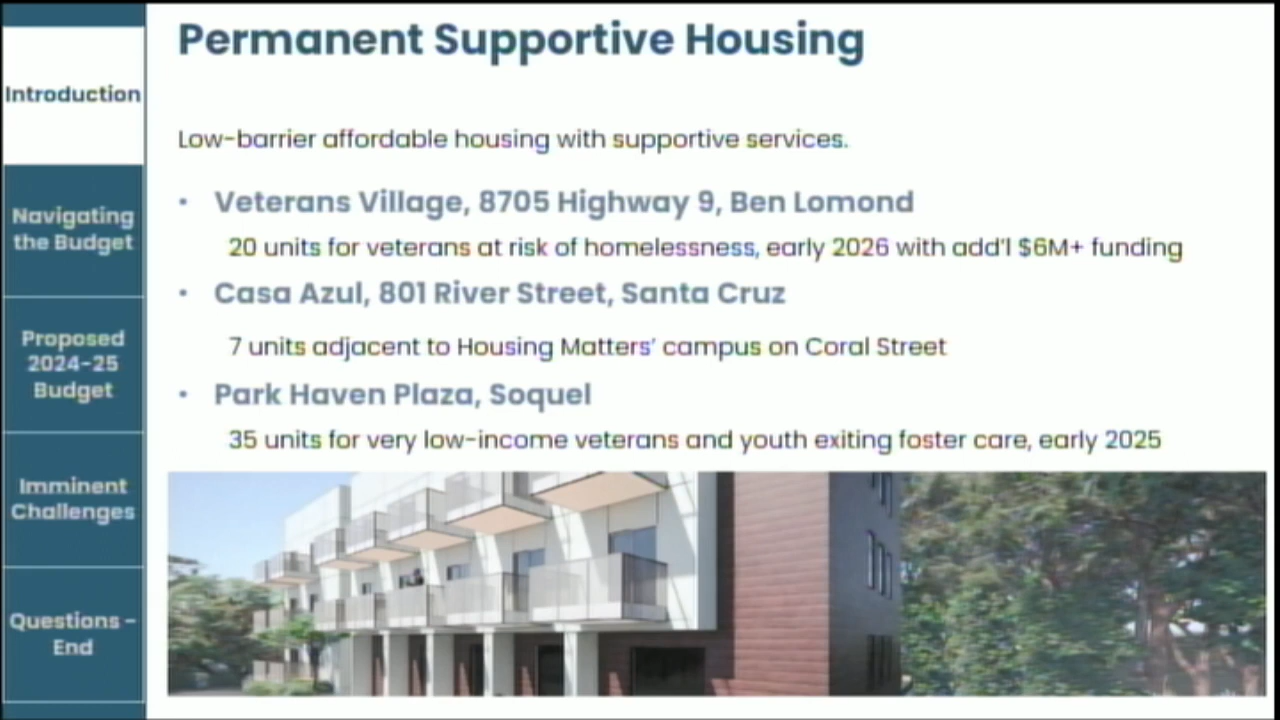 Permanent Supportive Housing
Introduction
Low-barrier affordable housing with supportive services.
• Veterans Village, 8705 Highway 9, Ben Lomond
20 units for veterans at risk of homelessness, early 2026 with add'l $6M+ funding
• Casa Azul, 801 River Street, Santa Cruz
7 units adjacent to Housing Matters' campus on Coral Street
• Park Haven Plaza, Soquel
35 units for very low-income veterans and youth exiting foster care, early 2025
Navigating
the Budget
Proposed
2024-25
Budget
Imminent
Challenges
Questions -
End